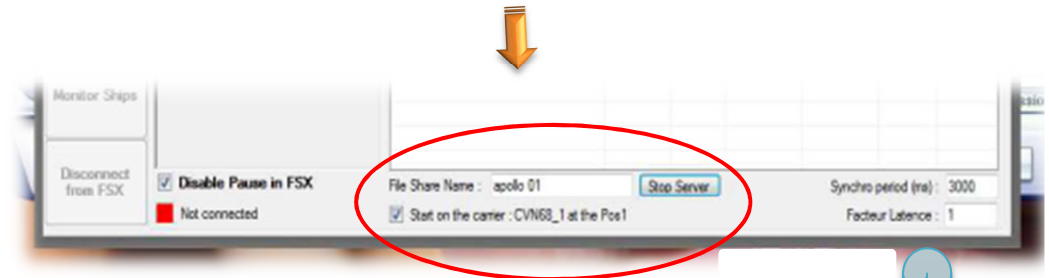 Monitor Ships
Disconnect
from FSX
Disable Pause in FSX
Not connected
File Share Name : apollo 01
Stop Server
Start on the carrier : CVN68_1 at the Pos1
Synchro period (ms) : 3000
Facteur Latence : 1